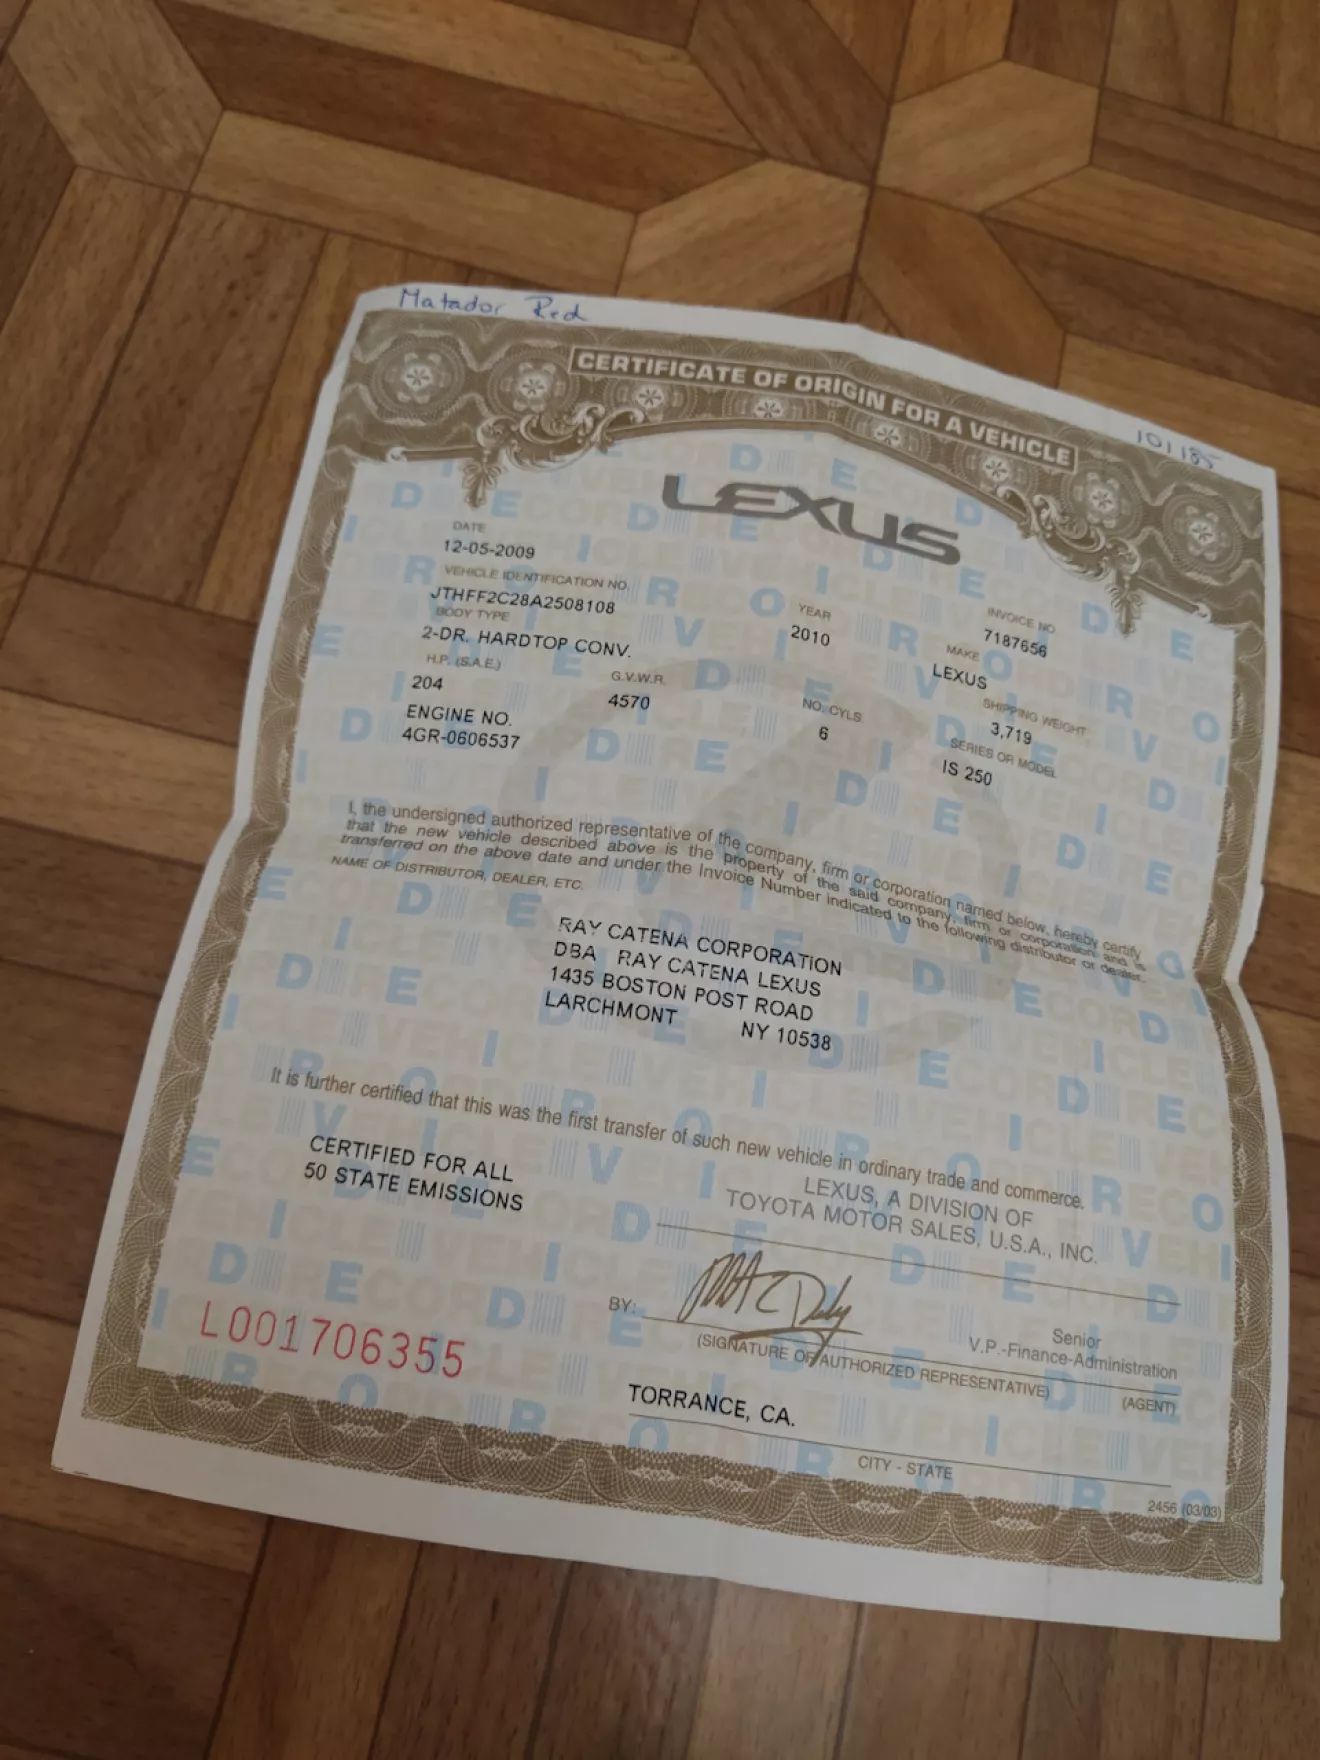 Matador Red
CERTIFICATE OF ORIGIN FOR A VEHICLE
101185
LEXUS
DATE
12-05-2009
VEHICLE IDENTIFICATION NO.
JTHFF2C28A2508108
YEAR
2010
INVOICE NO
7187656
BODY TYPE
2-DR. HARDTOP CONV.
MAKE
LEXUS
H.P. (S.A.E.)
204
G.V.W.R.
4570
NO. CYLS.
6
SHIPPING WEIGHT
3,719
ENGINE NO.
4GR-0606537
SERIES OR MODEL
IS 250
I, the undersigned authorized representative of the company, firm or corporation named below, hereby certify
that the new vehicle described above is the property of the said company, firm or corporation and is
transferred on the above date and under the Invoice Number indicated to the following distributor or dealer.
NAME OF DISTRIBUTOR, DEALER, ETC.
RAY CATENA CORPORATION
DBA RAY CATENA LEXUS
1435 BOSTON POST ROAD
LARCHMONT NY 10538
It is further certified that this was the first transfer of such new vehicle in ordinary trade and commerce.
CERTIFIED FOR ALL
50 STATE EMISSIONS
LEXUS, A DIVISION OF
TOYOTA MOTOR SALES, U.S.A., INC.
BY:
Senior
V.P.-Finance-Administration
(SIGNATURE OF AUTHORIZED REPRESENTATIVE)
(AGENT)
L001706355
TORRANCE, CA.
CITY - STATE
2456 (03/03)